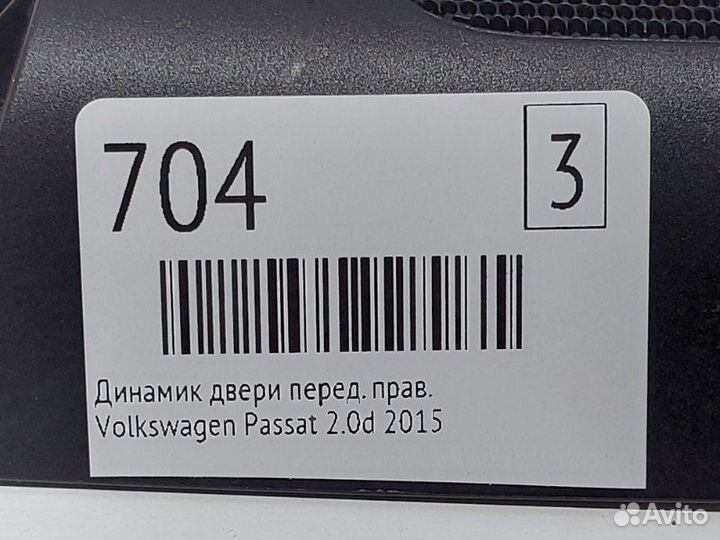 704
3
Динамик двери перед. прав.
Volkswagen Passat 2.0d 2015
Avito